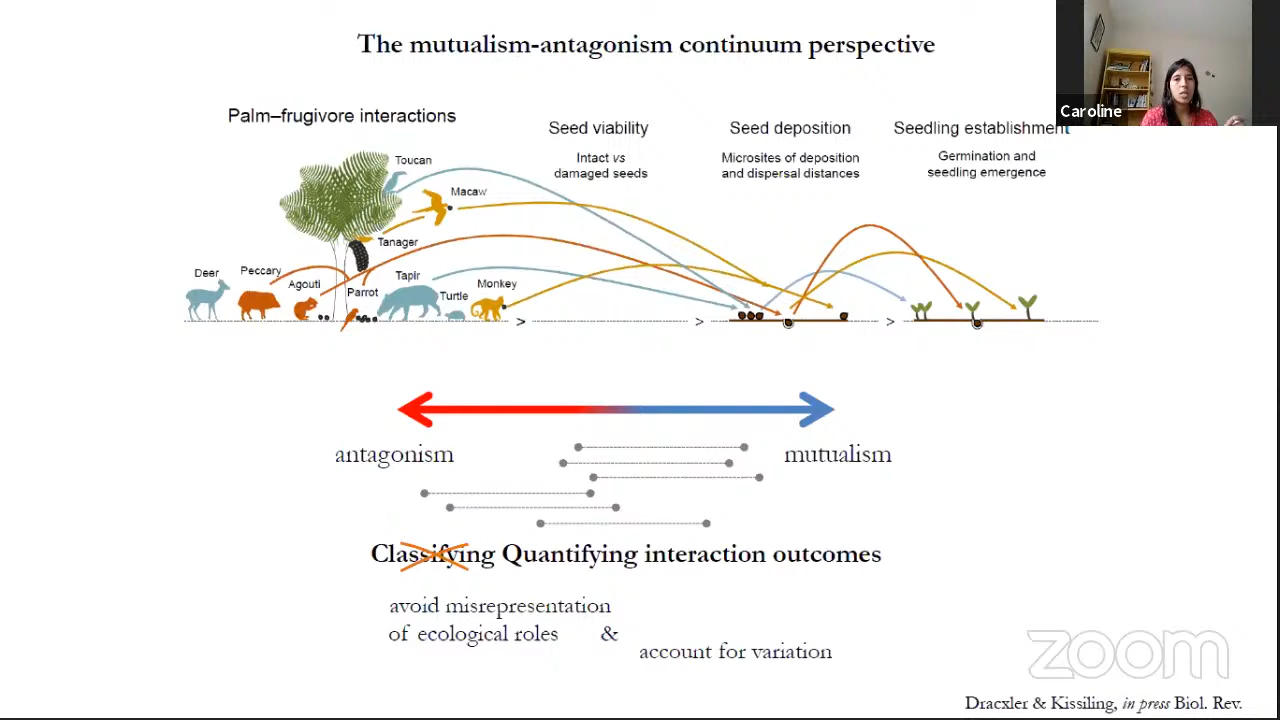 The mutualism-antagonism continuum perspective
Caroline
Palm–frugivore interactions
Seed viability
Intact vs
damaged seeds
Seed deposition
Microsites of deposition
and dispersal distances
Seedling establishment
Germination and
seedling emergence
Toucan
Macaw
Tanager
Deer
Peccary
Agouti
Parrot
Tapir
Turtle
Monkey
>
>
>
antagonism
mutualism
Classifying Quantifying interaction outcomes
avoid misrepresentation
of ecological roles &
account for variation
zoom
Dracxler & Kissiling, in press Biol. Rev.